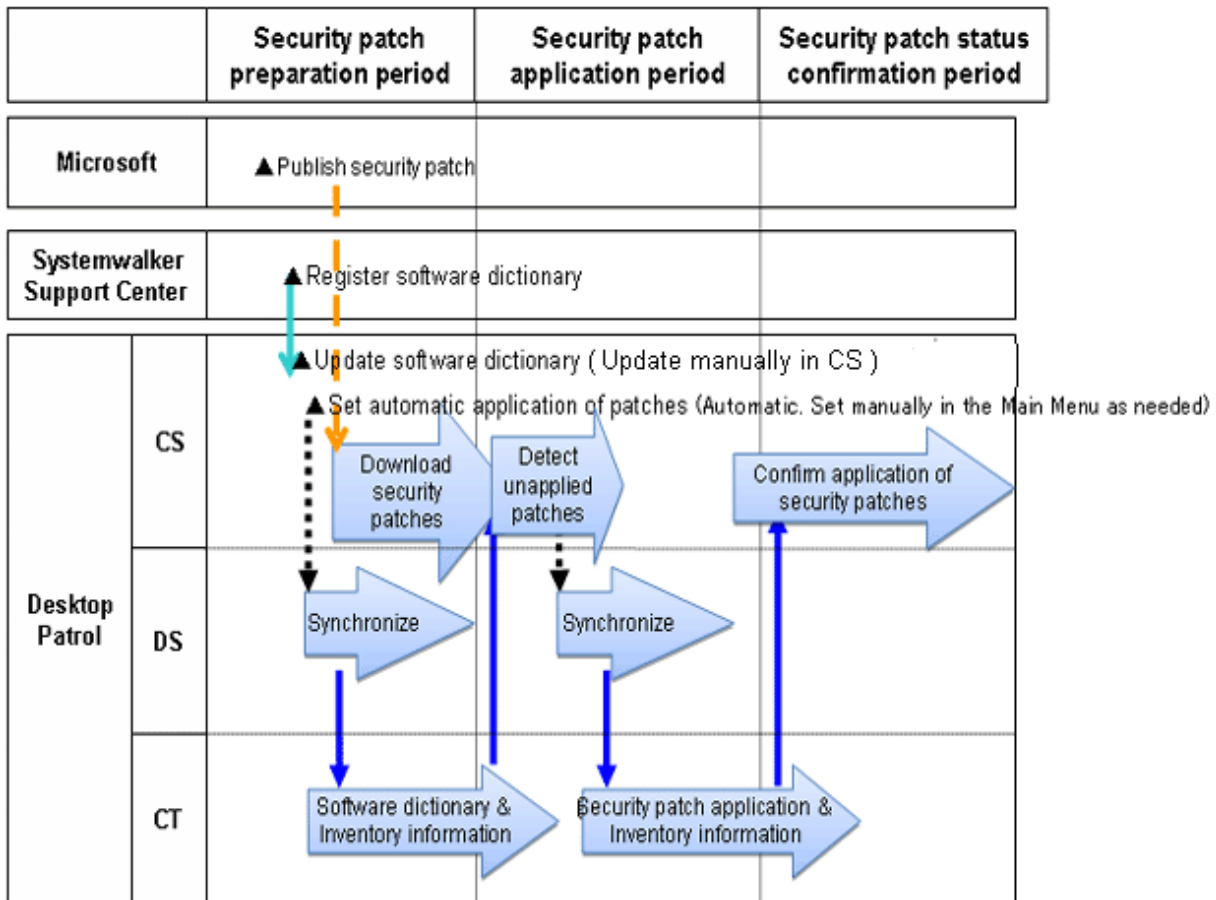 Security patch
preparation period
Security patch
application period
Security patch status
confirmation period
Microsoft
▲Publish security patch
Systemwalker
Support Center
▲Register software dictionary
▲Update software dictionary ( Update manually in CS )
▲Set automatic application of patches (Automatic. Set manually in the Main Menu as needed)
Desktop
Patrol
CS
Download
security
patches
Detect
unapplied
patches
Confirm application of
security patches
DS
Synchronize
Synchronize
CT
Software dictionary &
Inventory information
Security patch application &
Inventory information